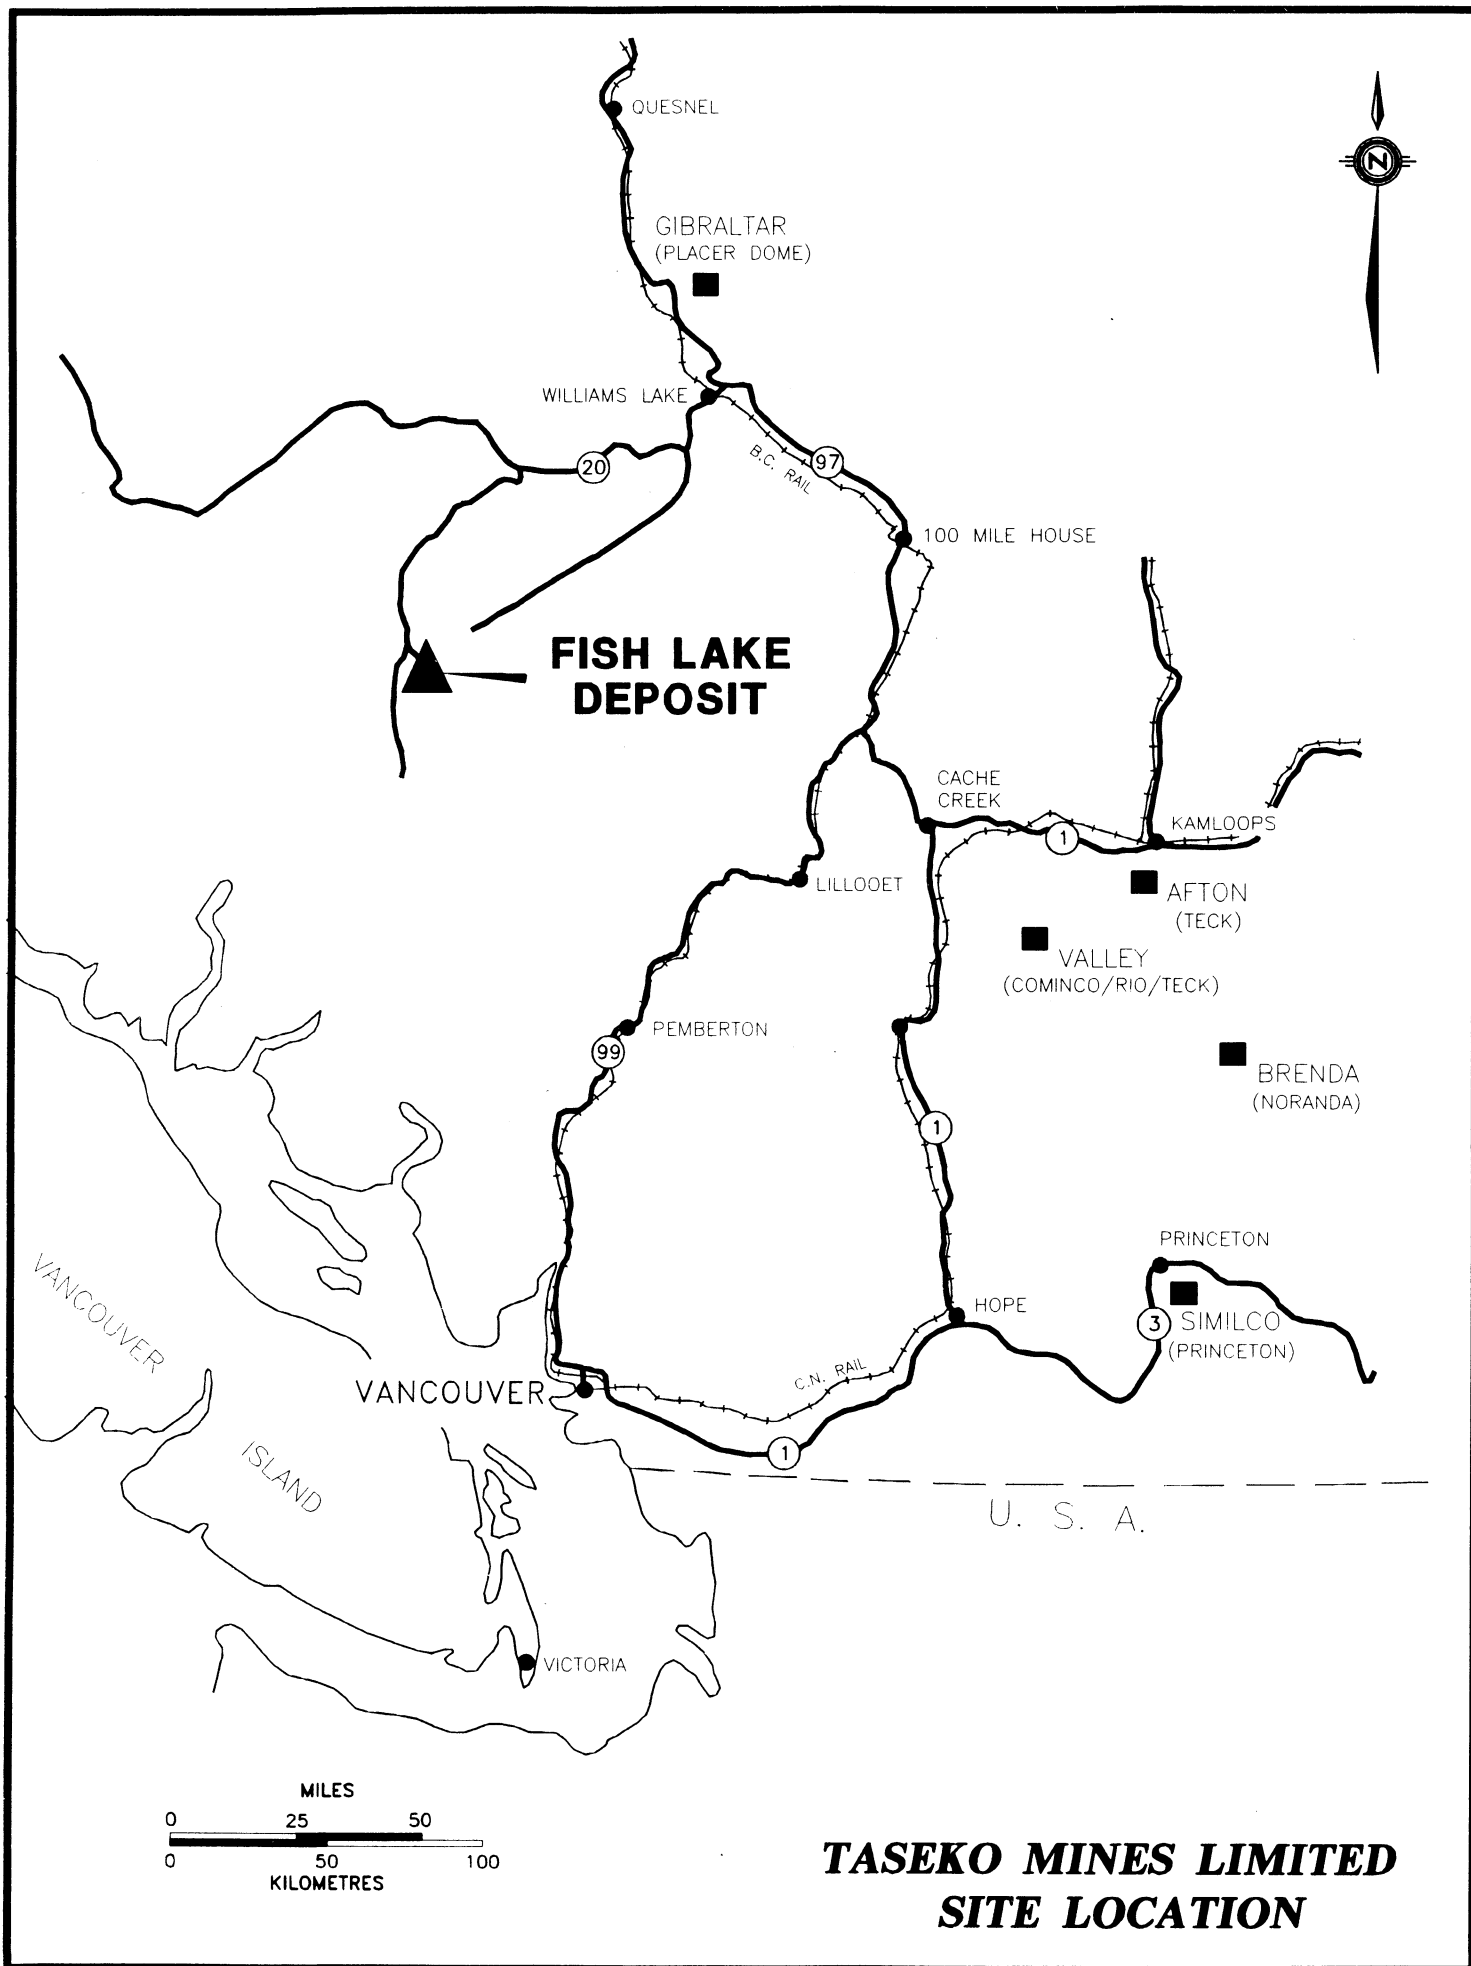 QUESNEL
N
GIBRALTAR
(PLACER DOME)
WILLIAMS LAKE
20
97
B.C. RAIL
100 MILE HOUSE
FISH LAKE
DEPOSIT
CACHE
CREEK
1
KAMLOOPS
LILLOOET
AFTON
(TECK)
VALLEY
(COMINCO/RIO/TECK)
PEMBERTON
99
BRENDA
(NORANDA)
1
PRINCETON
VANCOUVER
HOPE
3
SIMILCO
(PRINCETON)
C.N. RAIL
VANCOUVER
1
ISLAND
U. S. A.
VICTORIA
MILES
0 25 50
0 50 100
KILOMETRES
TASEKO MINES LIMITED
SITE LOCATION